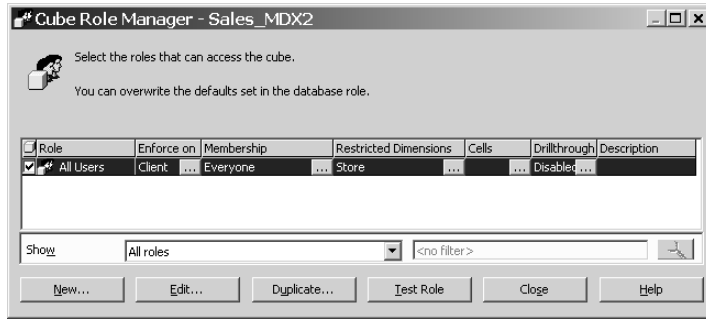 Cube Role Manager - Sales_MDX2
Select the roles that can access the cube.
You can overwrite the defaults set in the database role.
Role Enforce on Membership Restricted Dimensions Cells Drillthrough Description
All Users Client ... Everyone ... Store ... ... Disabled ...
Show All roles <no filter>
New... Edit... Duplicate... Test Role Close Help